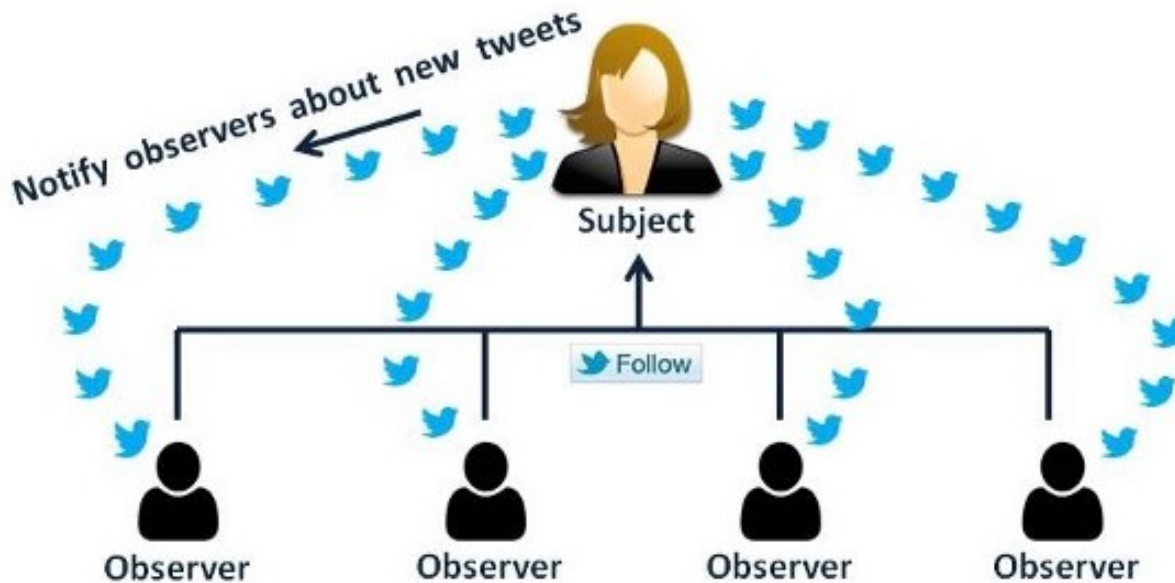 Notify observers about new tweets
Subject
Follow
Observer
Observer
Observer
Observer